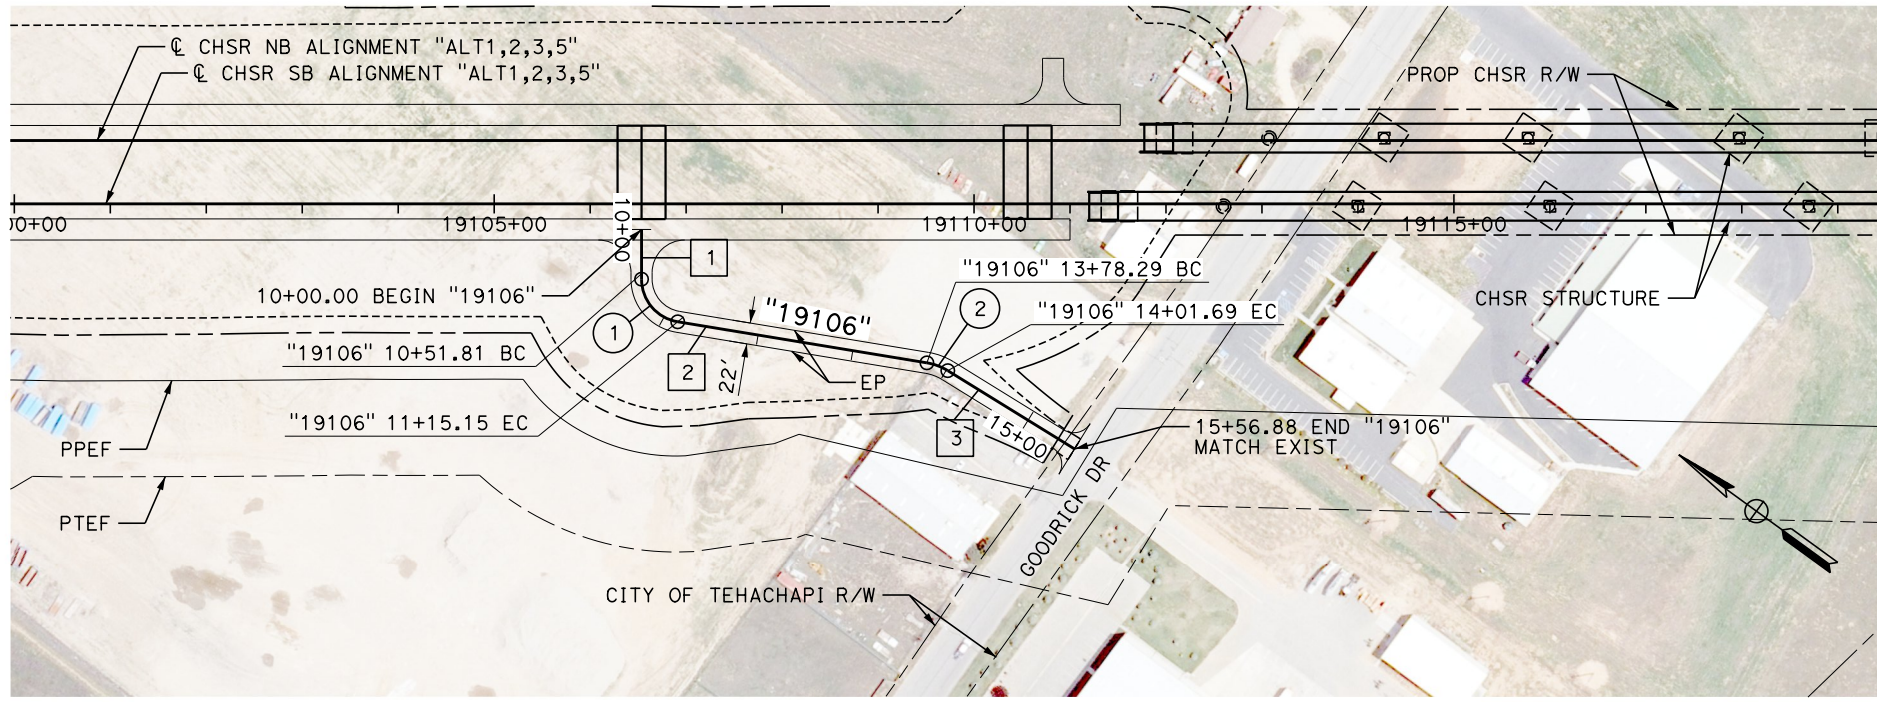 ℄ CHSR NB ALIGNMENT "ALT1,2,3,5"
℄ CHSR SB ALIGNMENT "ALT1,2,3,5"
PROP CHSR R/W
00+00
19105+00
19110+00
19115+00
10+00
1
"19106" 13+78.29 BC
10+00.00 BEGIN "19106"
2
"19106" 14+01.69 EC
CHSR STRUCTURE
"19106"
1
"19106" 10+51.81 BC
2
22'
EP
"19106" 11+15.15 EC
3
15+00
15+56.88 END "19106"
MATCH EXIST
PPEF
PTEF
GOODRICK DR
CITY OF TEHACHAPI R/W